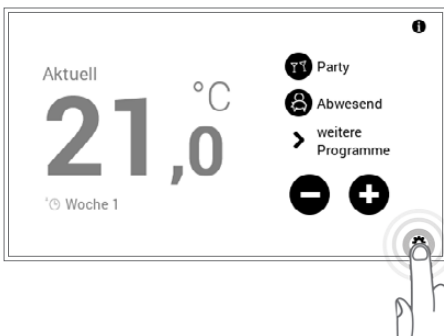 Aktuell
21,0
°C
Woche 1
Party
Abwesend
weitere
Programme